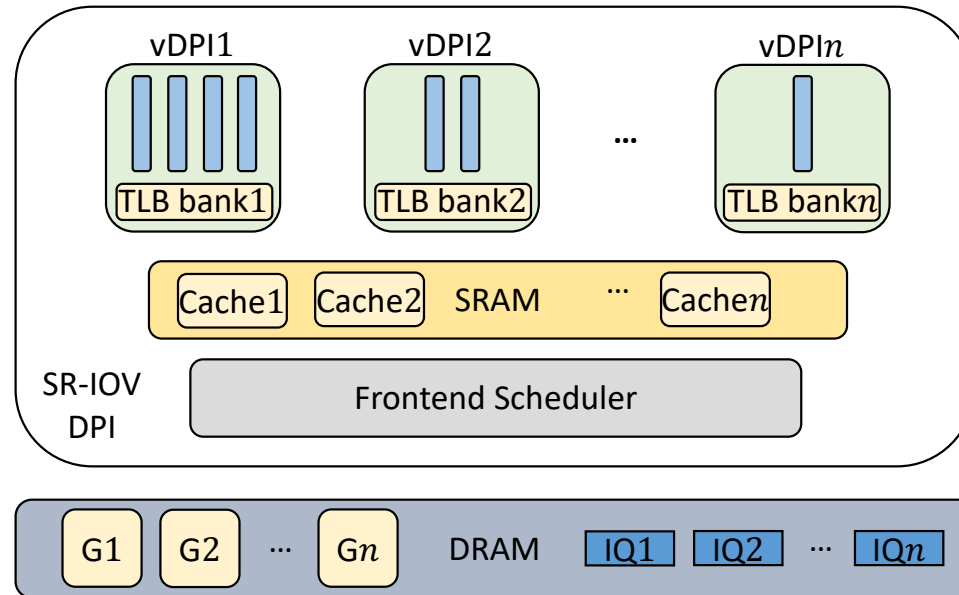 vDPI1
vDPI2
vDPIn
...
TLB bank1
TLB bank2
TLB bankn
Cache1
Cache2
SRAM
...
Cachen
SR-IOV
DPI
Frontend Scheduler
G1
G2
...
Gn
DRAM
IQ1
IQ2
...
IQn